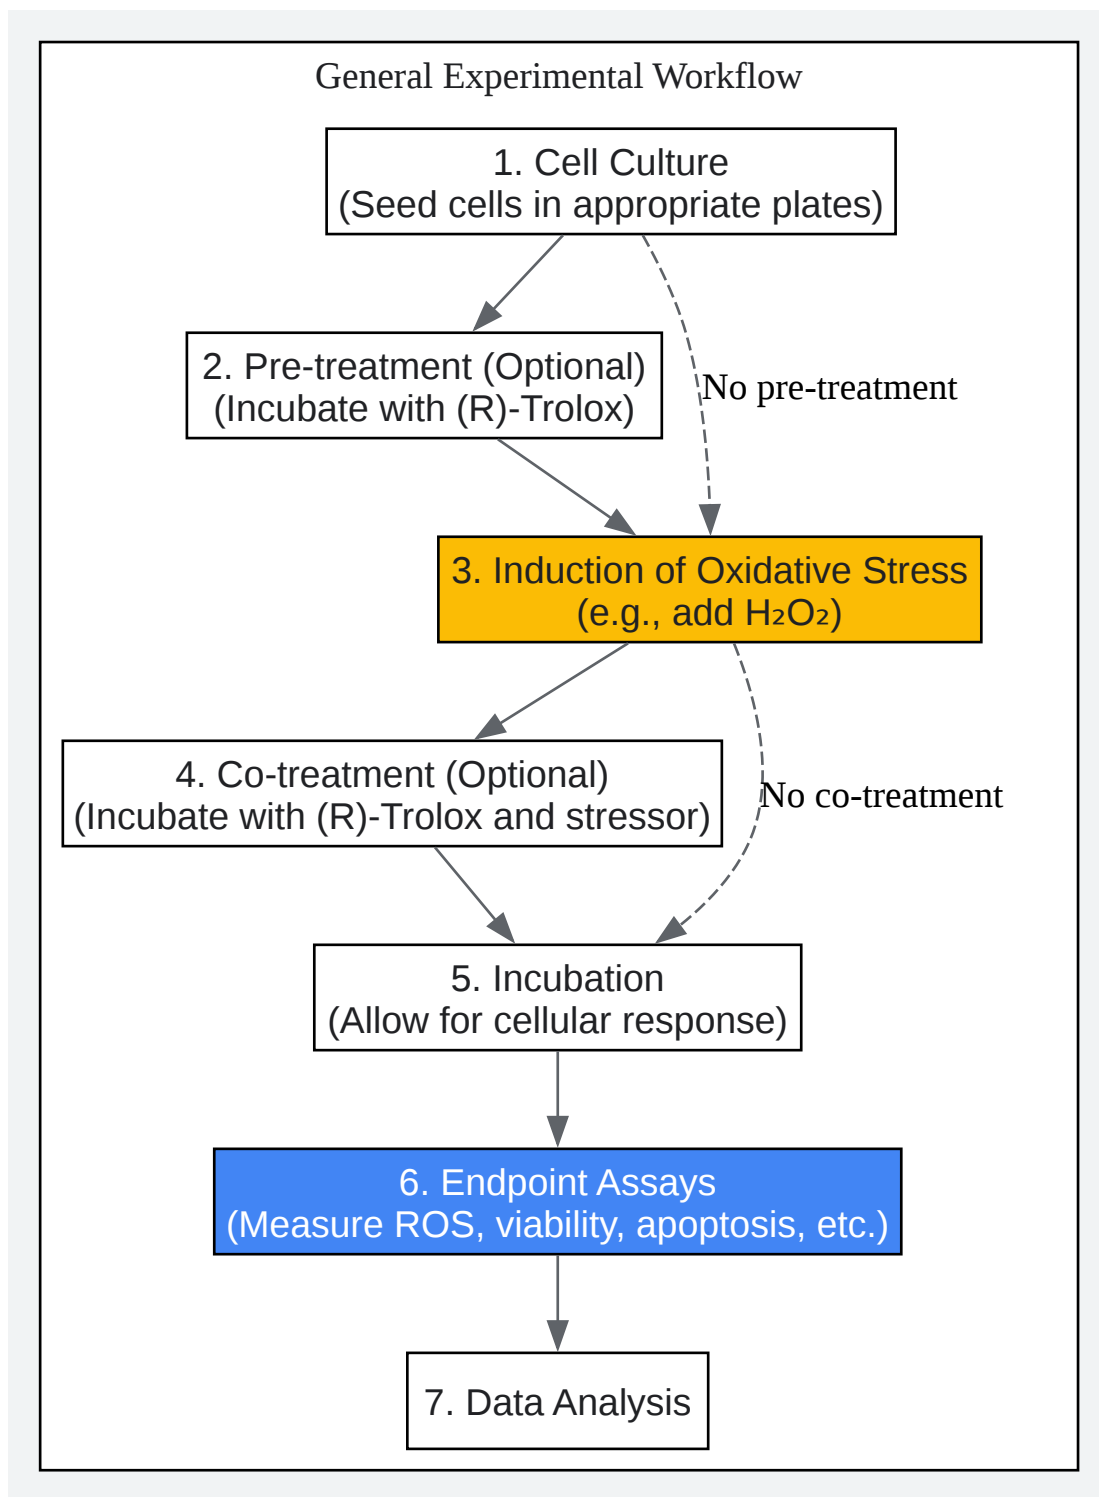 General Experimental Workflow
1. Cell Culture
(Seed cells in appropriate plates)
2. Pre-treatment (Optional)
(Incubate with (R)-Trolox)
No pre-treatment
3. Induction of Oxidative Stress
(e.g., add H₂O₂)
4. Co-treatment (Optional)
(Incubate with (R)-Trolox and stressor)
No co-treatment
5. Incubation
(Allow for cellular response)
6. Endpoint Assays
(Measure ROS, viability, apoptosis, etc.)
7. Data Analysis